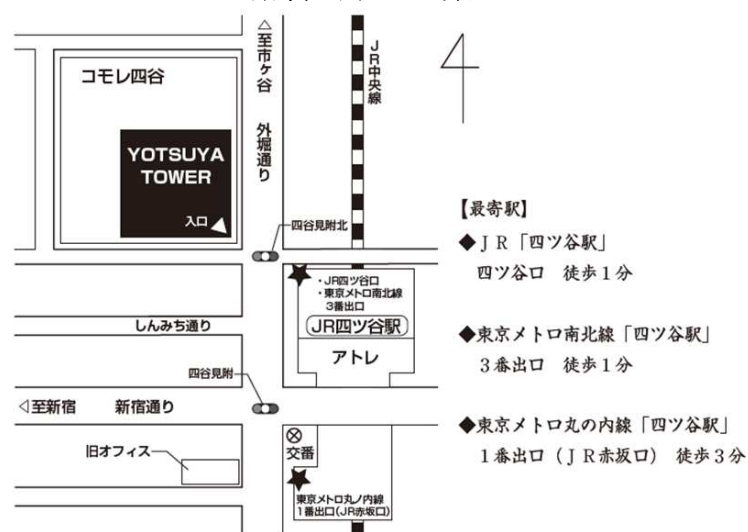 △至市ヶ谷
外堀通り
JR中央線
コモレ四谷
YOTSUYA
TOWER
入口
四谷見附北
・JR四ツ谷口
・東京メトロ南北線
3番出口
JR四ツ谷駅
アトレ
しんみち通り
四谷見附
◁至新宿
新宿通り
旧オフィス
交番
東京メトロ丸ノ内線
1番出口(JR赤坂口)
【最寄駅】
◆JR「四ツ谷駅」
四ツ谷口 徒歩1分
◆東京メトロ南北線「四ツ谷駅」
3番出口 徒歩1分
◆東京メトロ丸の内線「四ツ谷駅」
1番出口(JR赤坂口) 徒歩3分